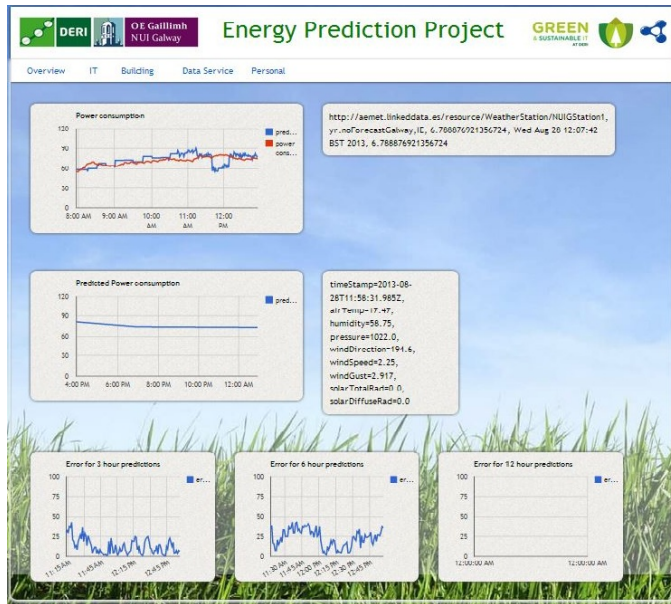 DERI
OE Gaillimh
NUI Galway
Energy Prediction Project
GREEN
& SUSTAINABLE IT
AT DERI
Overview IT Building Data Service Personal
Power consumption
120
90
60
30
0
8:00 AM 9:00 AM 10:00 AM 11:00 AM 12:00 PM
pred...
power
cons...
http://aemet.linkeddata.es/resource/WeatherStation/NUIGStation1,
yr.noForecastGalway,IE, 6.788876921356724, Wed Aug 28 12:07:42
BST 2013, 6.788876921356724
Predicted Power consumption
120
90
60
30
0
4:00 PM 6:00 PM 8:00 PM 10:00 PM 12:00 AM
pred...
timeStamp=2013-08-
28T11:58:31.985Z,
airTemp=17.47,
humidity=58.75,
pressure=1022.0,
windDirection=194.6,
windSpeed=2.25,
windGust=2.917,
solarTotalRad=0.0,
solarDiffuseRad=0.0
Error for 3 hour predictions
100
75
50
25
0
11:15 AM 11:45 AM 12:15 PM 12:45 PM
er...
Error for 6 hour predictions
100
75
50
25
0
11:30 AM 11:45 AM 12:00 PM 12:15 PM 12:30 PM 12:45 PM
er...
Error for 12 hour predictions
100
75
50
25
0
12:00:00 AM 12:00:00 AM
er...